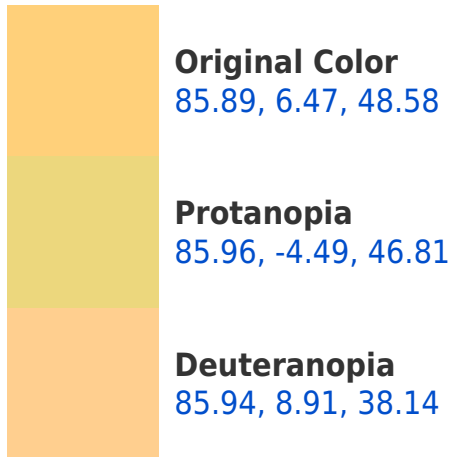 Original Color
85.89, 6.47, 48.58
Protanopia
85.96, -4.49, 46.81
Deuteranopia
85.94, 8.91, 38.14